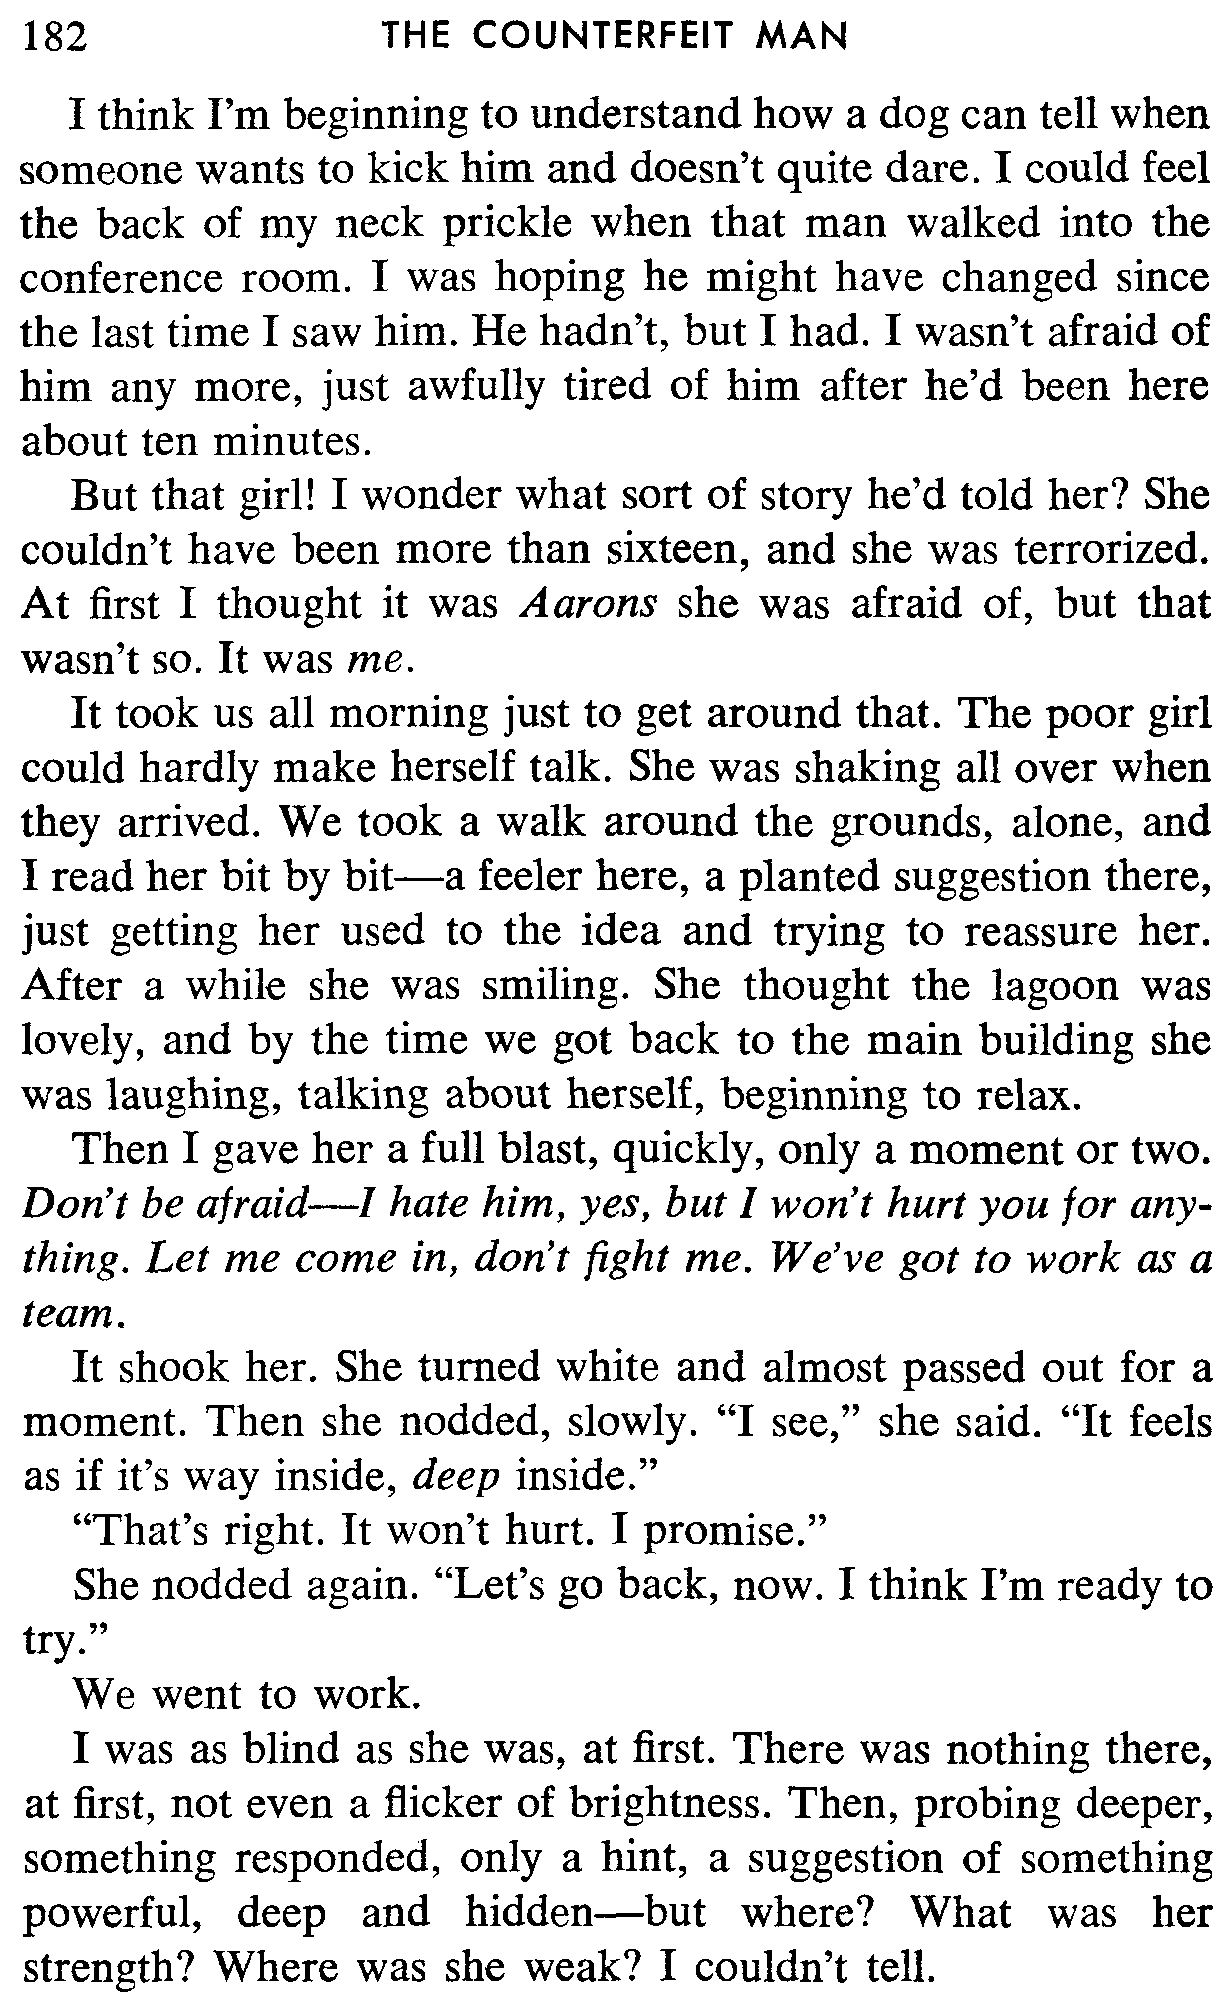 182 THE COUNTERFEIT MAN
I think I'm beginning to understand how a dog can tell when
someone wants to kick him and doesn't quite dare. I could feel
the back of my neck prickle when that man walked into the
conference room. I was hoping he might have changed since
the last time I saw him. He hadn't, but I had. I wasn't afraid of
him any more, just awfully tired of him after he'd been here
about ten minutes.
But that girl! I wonder what sort of story he'd told her? She
couldn't have been more than sixteen, and she was terrorized.
At first I thought it was Aarons she was afraid of, but that
wasn't so. It was me.
It took us all morning just to get around that. The poor girl
could hardly make herself talk. She was shaking all over when
they arrived. We took a walk around the grounds, alone, and
I read her bit by bit—a feeler here, a planted suggestion there,
just getting her used to the idea and trying to reassure her.
After a while she was smiling. She thought the lagoon was
lovely, and by the time we got back to the main building she
was laughing, talking about herself, beginning to relax.
Then I gave her a full blast, quickly, only a moment or two.
Don't be afraid—I hate him, yes, but I won't hurt you for any-
thing. Let me come in, don't fight me. We've got to work as a
team.
It shook her. She turned white and almost passed out for a
moment. Then she nodded, slowly. “I see,” she said. “It feels
as if it's way inside, deep inside.”
“That's right. It won't hurt. I promise.”
She nodded again. “Let's go back, now. I think I'm ready to
try.”
We went to work.
I was as blind as she was, at first. There was nothing there,
at first, not even a flicker of brightness. Then, probing deeper,
something responded, only a hint, a suggestion of something
powerful, deep and hidden—but where? What was her
strength? Where was she weak? I couldn't tell.